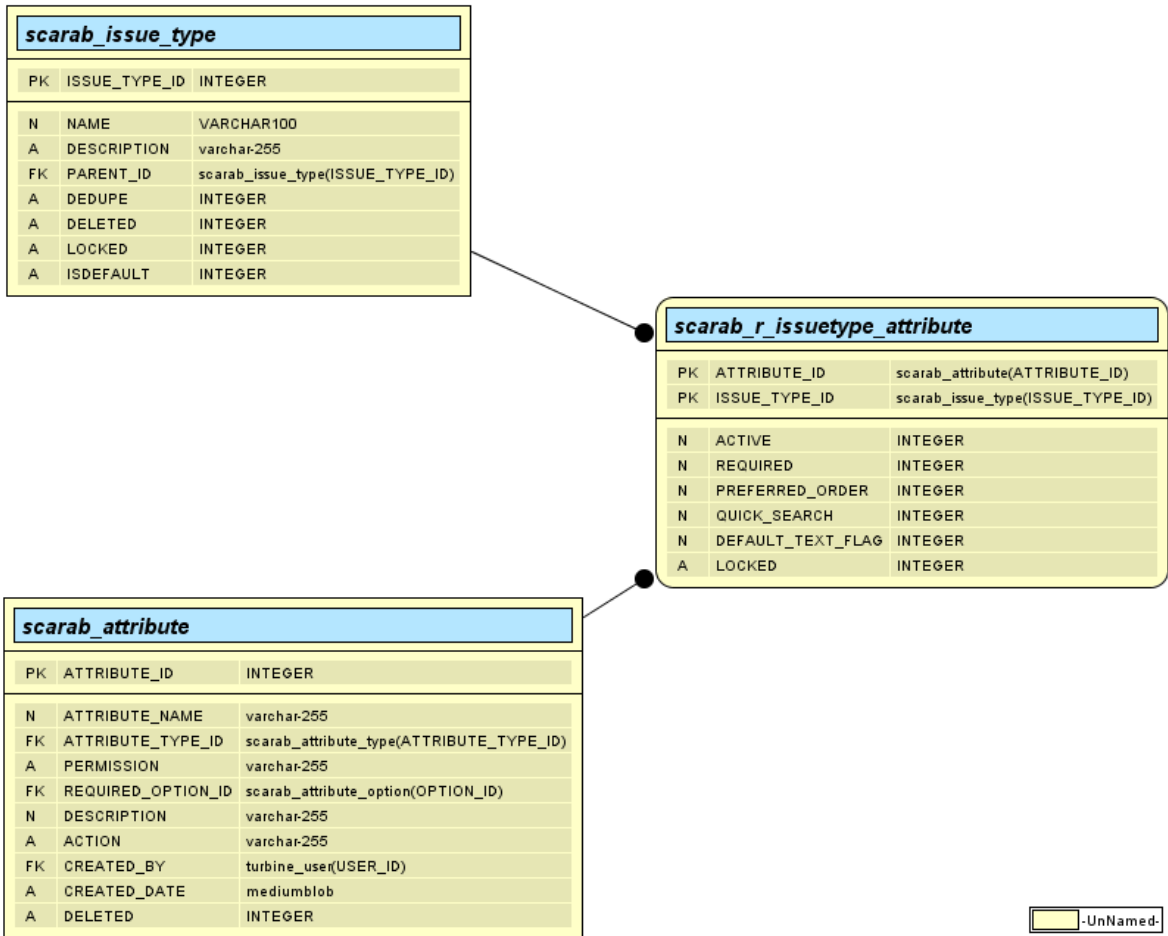 scarab_issue_type
PK ISSUE_TYPE_ID INTEGER
N NAME VARCHAR100
A DESCRIPTION varchar-255
FK PARENT_ID scarab_issue_type(ISSUE_TYPE_ID)
A DEDUPE INTEGER
A DELETED INTEGER
A LOCKED INTEGER
A ISDEFAULT INTEGER
scarab_r_issuetype_attribute
PK ATTRIBUTE_ID scarab_attribute(ATTRIBUTE_ID)
PK ISSUE_TYPE_ID scarab_issue_type(ISSUE_TYPE_ID)
N ACTIVE INTEGER
N REQUIRED INTEGER
N PREFERRED_ORDER INTEGER
N QUICK_SEARCH INTEGER
N DEFAULT_TEXT_FLAG INTEGER
A LOCKED INTEGER
scarab_attribute
PK ATTRIBUTE_ID INTEGER
N ATTRIBUTE_NAME varchar-255
FK ATTRIBUTE_TYPE_ID scarab_attribute_type(ATTRIBUTE_TYPE_ID)
A PERMISSION varchar-255
FK REQUIRED_OPTION_ID scarab_attribute_option(OPTION_ID)
N DESCRIPTION varchar-255
A ACTION varchar-255
FK CREATED_BY turbine_user(USER_ID)
A CREATED_DATE mediumblob
A DELETED INTEGER
-UnNamed-